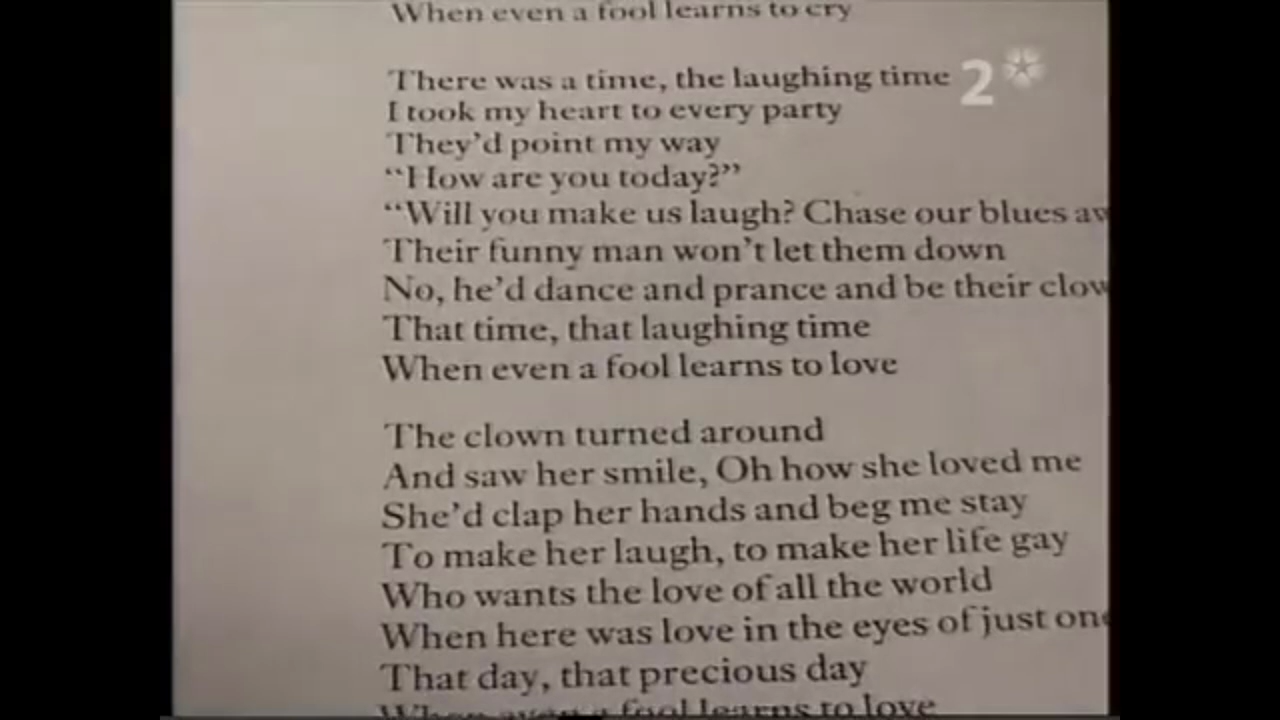 When even a fool learns to cry
There was a time, the laughing time
2
I took my heart to every party
They'd point my way
“How are you today?”
“Will you make us laugh? Chase our blues
Their funny man won't let them down
No, he'd dance and prance and be their
That time, that laughing time
When even a fool learns to love
The clown turned around
And saw her smile, Oh how she loved me
She'd clap her hands and beg me stay
To make her laugh, to make her life gay
Who wants the love of all the world
When here was love in the eyes of just one
That day, that precious day
When even a fool learns to love